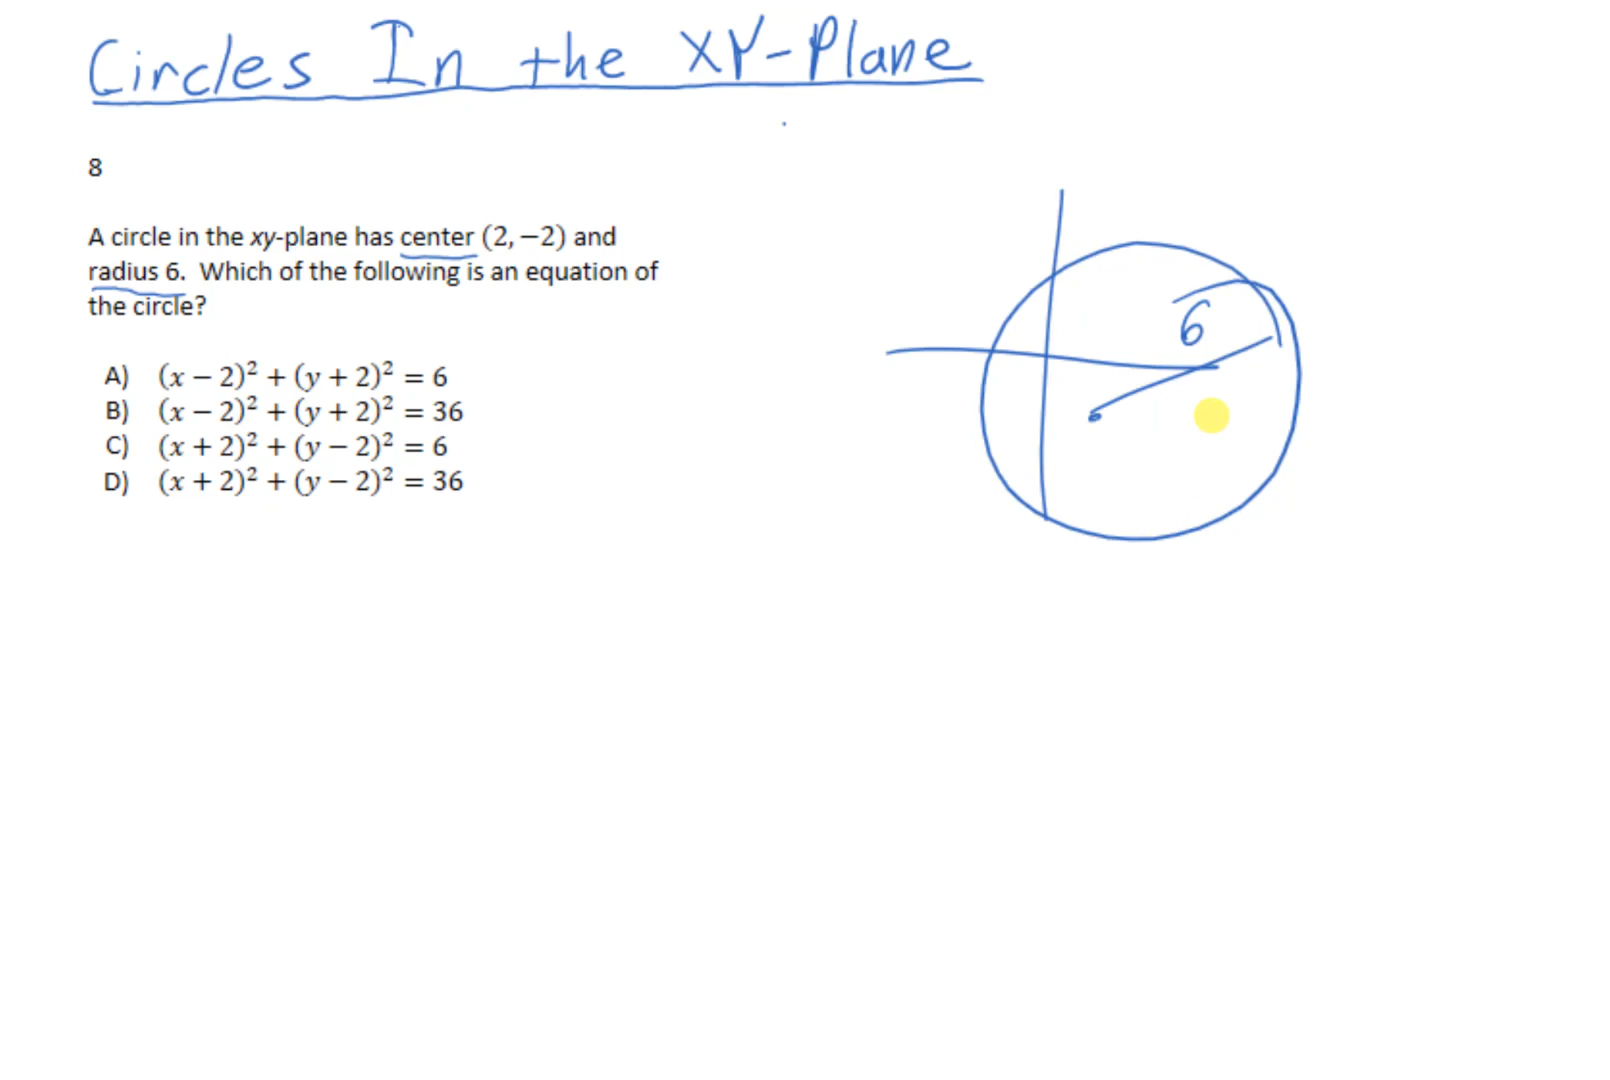 Circles In the XY-Plane
8
A circle in the xy-plane has center (2, −2) and
radius 6. Which of the following is an equation of
the circle?
A) (x − 2)² + (y + 2)² = 6
B) (x − 2)² + (y + 2)² = 36
C) (x + 2)² + (y − 2)² = 6
D) (x + 2)² + (y − 2)² = 36
6